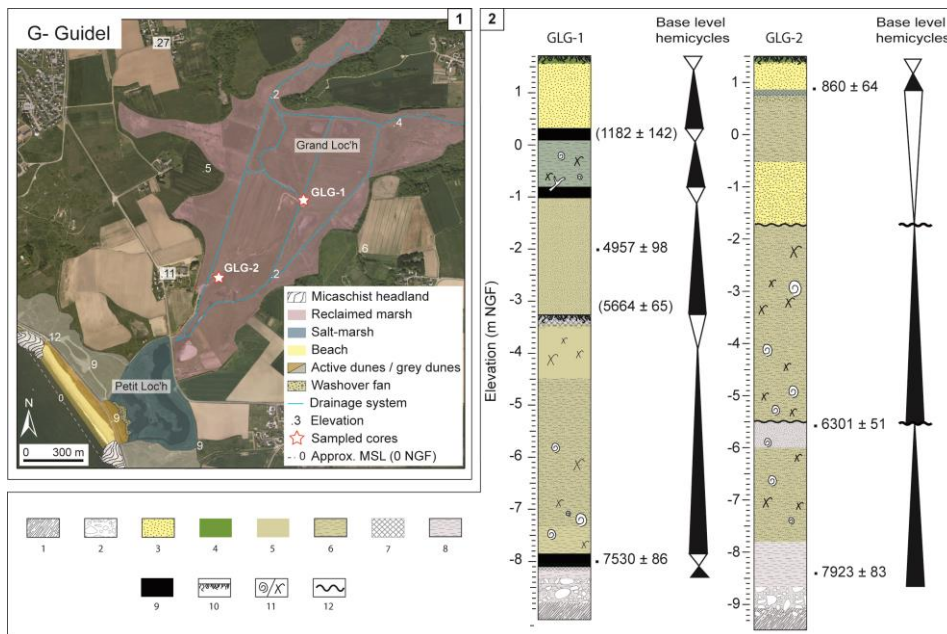 G- Guidel
1
.27
.2
.4
Grand Loc'h
.5
GLG-1
.6
GLG-2
.11
.2
12
9
Petit Loc'h
0
9
9
N
0 300 m
Micaschist headland
Reclaimed marsh
Salt-marsh
Beach
Active dunes / grey dunes
Washover fan
Drainage system
.3 Elevation
Sampled cores
0 Approx. MSL (0 NGF)
1 2 3 4 5 6 7 8
9 10 11 12
2
Base level
hemicycles
GLG-1
Base level
hemicycles
GLG-2
Elevation (m NGF)
1
0
-1
-2
-3
-4
-5
-6
-7
-8
(1182 ± 142)
4957 ± 98
(5664 ± 65)
7530 ± 86
1
0
-1
-2
-3
-4
-5
-6
-7
-8
-9
860 ± 64
6301 ± 51
7923 ± 83